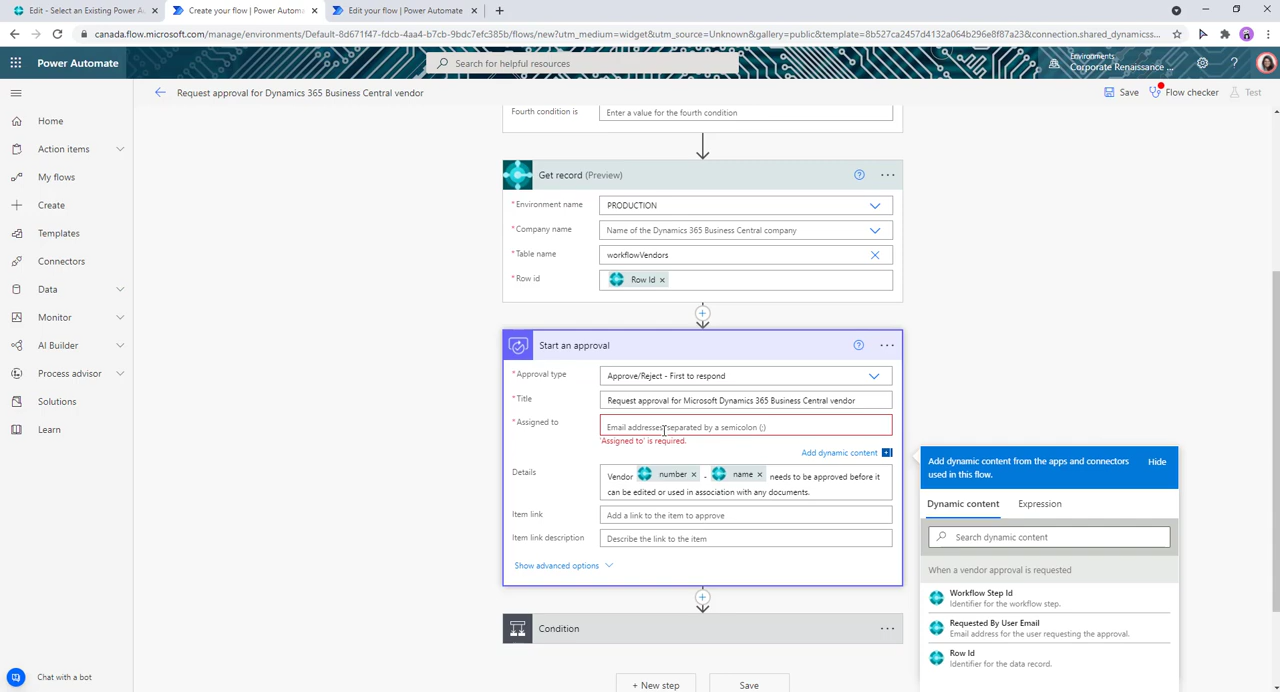 Edit - Select an Existing Power A
Create your flow | Power Automa
Edit your flow | Power Automate
canada.flow.microsoft.com/manage/environments/Default-8d671f47-fdcb-4aa4-b7cb-9bdc7efc385b/flows/new?utm_medium=widget&utm_source=Unknown&gallery=public&template=8b527ca2457d4132a064b296e8f87a23&connection.shared_dynamicss...
Power Automate
Search for helpful resources
Environments
Corporate Renaissance ...
Request approval for Dynamics 365 Business Central vendor
Save
Flow checker
Test
Home
Action items
My flows
Create
Templates
Connectors
Data
Monitor
AI Builder
Process advisor
Solutions
Learn
Chat with a bot
Fourth condition is
Enter a value for the fourth condition
Get record (Preview)
* Environment name
PRODUCTION
* Company name
Name of the Dynamics 365 Business Central company
* Table name
workflowVendors
* Row id
Row Id
Start an approval
* Approval type
Approve/Reject - First to respond
* Title
Request approval for Microsoft Dynamics 365 Business Central vendor
* Assigned to
Email addresses separated by a semicolon (;)
'Assigned to' is required.
Add dynamic content
Details
Vendor number - name needs to be approved before it
can be edited or used in association with any documents.
Item link
Add a link to the item to approve
Item link description
Describe the link to the item
Show advanced options
Condition
+ New step
Save
Add dynamic content from the apps and connectors
used in this flow.
Hide
Dynamic content
Expression
Search dynamic content
When a vendor approval is requested
Workflow Step Id
Identifier for the workflow step.
Requested By User Email
Email address for the user requesting the approval.
Row Id
Identifier for the data record.